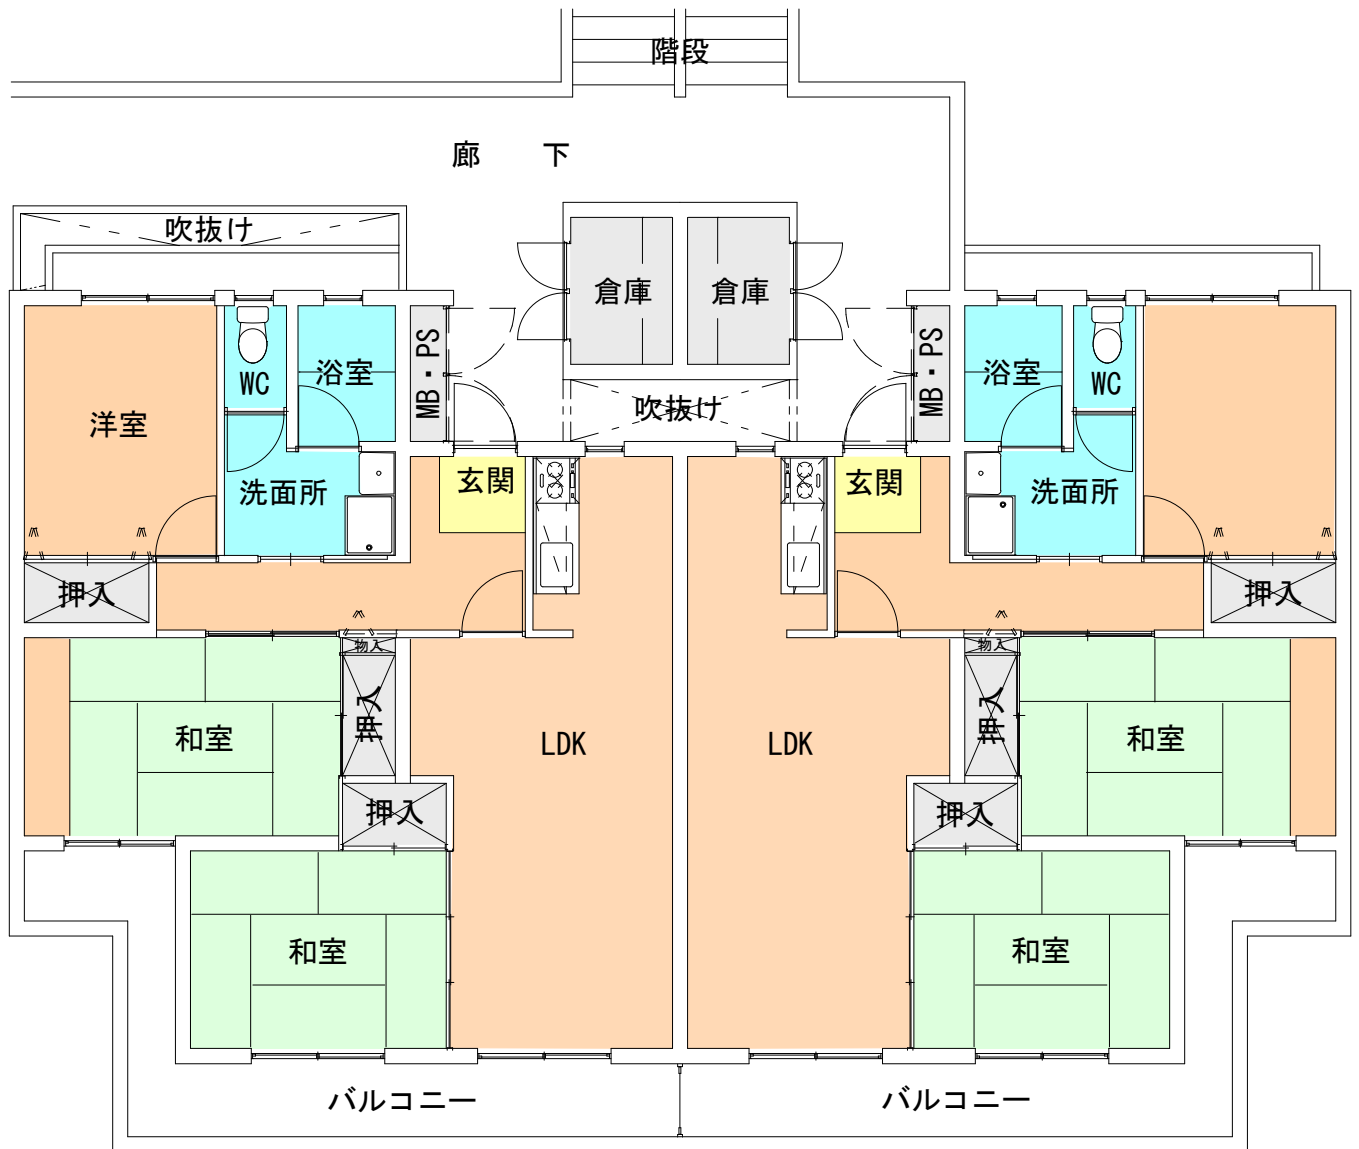 階段
廊 下
吹抜け
倉庫
倉庫
浴室
WC
MB・PS
MB・PS
浴室
WC
吹抜け
洋室
玄関
玄関
洗面所
洗面所
押入
押入
物入
物入
押入
押入
和室
LDK
LDK
和室
押入
押入
和室
和室
バルコニー
バルコニー